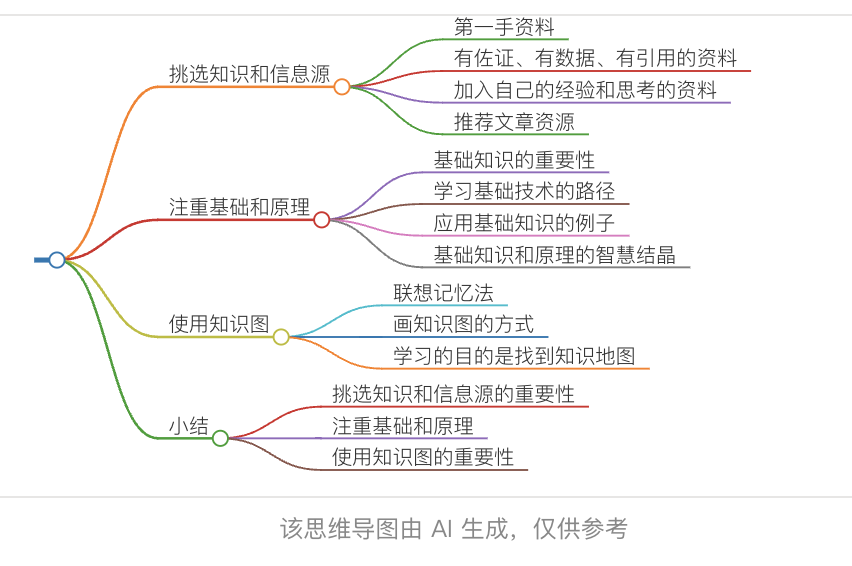 挑选知识和信息源
第一手资料
有佐证、有数据、有引用的资料
加入自己的经验和思考的资料
推荐文章资源
注重基础和原理
基础知识的重要性
学习基础技术的路径
应用基础知识的例子
基础知识和原理的智慧结晶
使用知识图
联想记忆法
画知识图的方式
学习的目的是找到知识地图
小结
挑选知识和信息源的重要性
注重基础和原理
使用知识图的重要性
该思维导图由 AI 生成，仅供参考